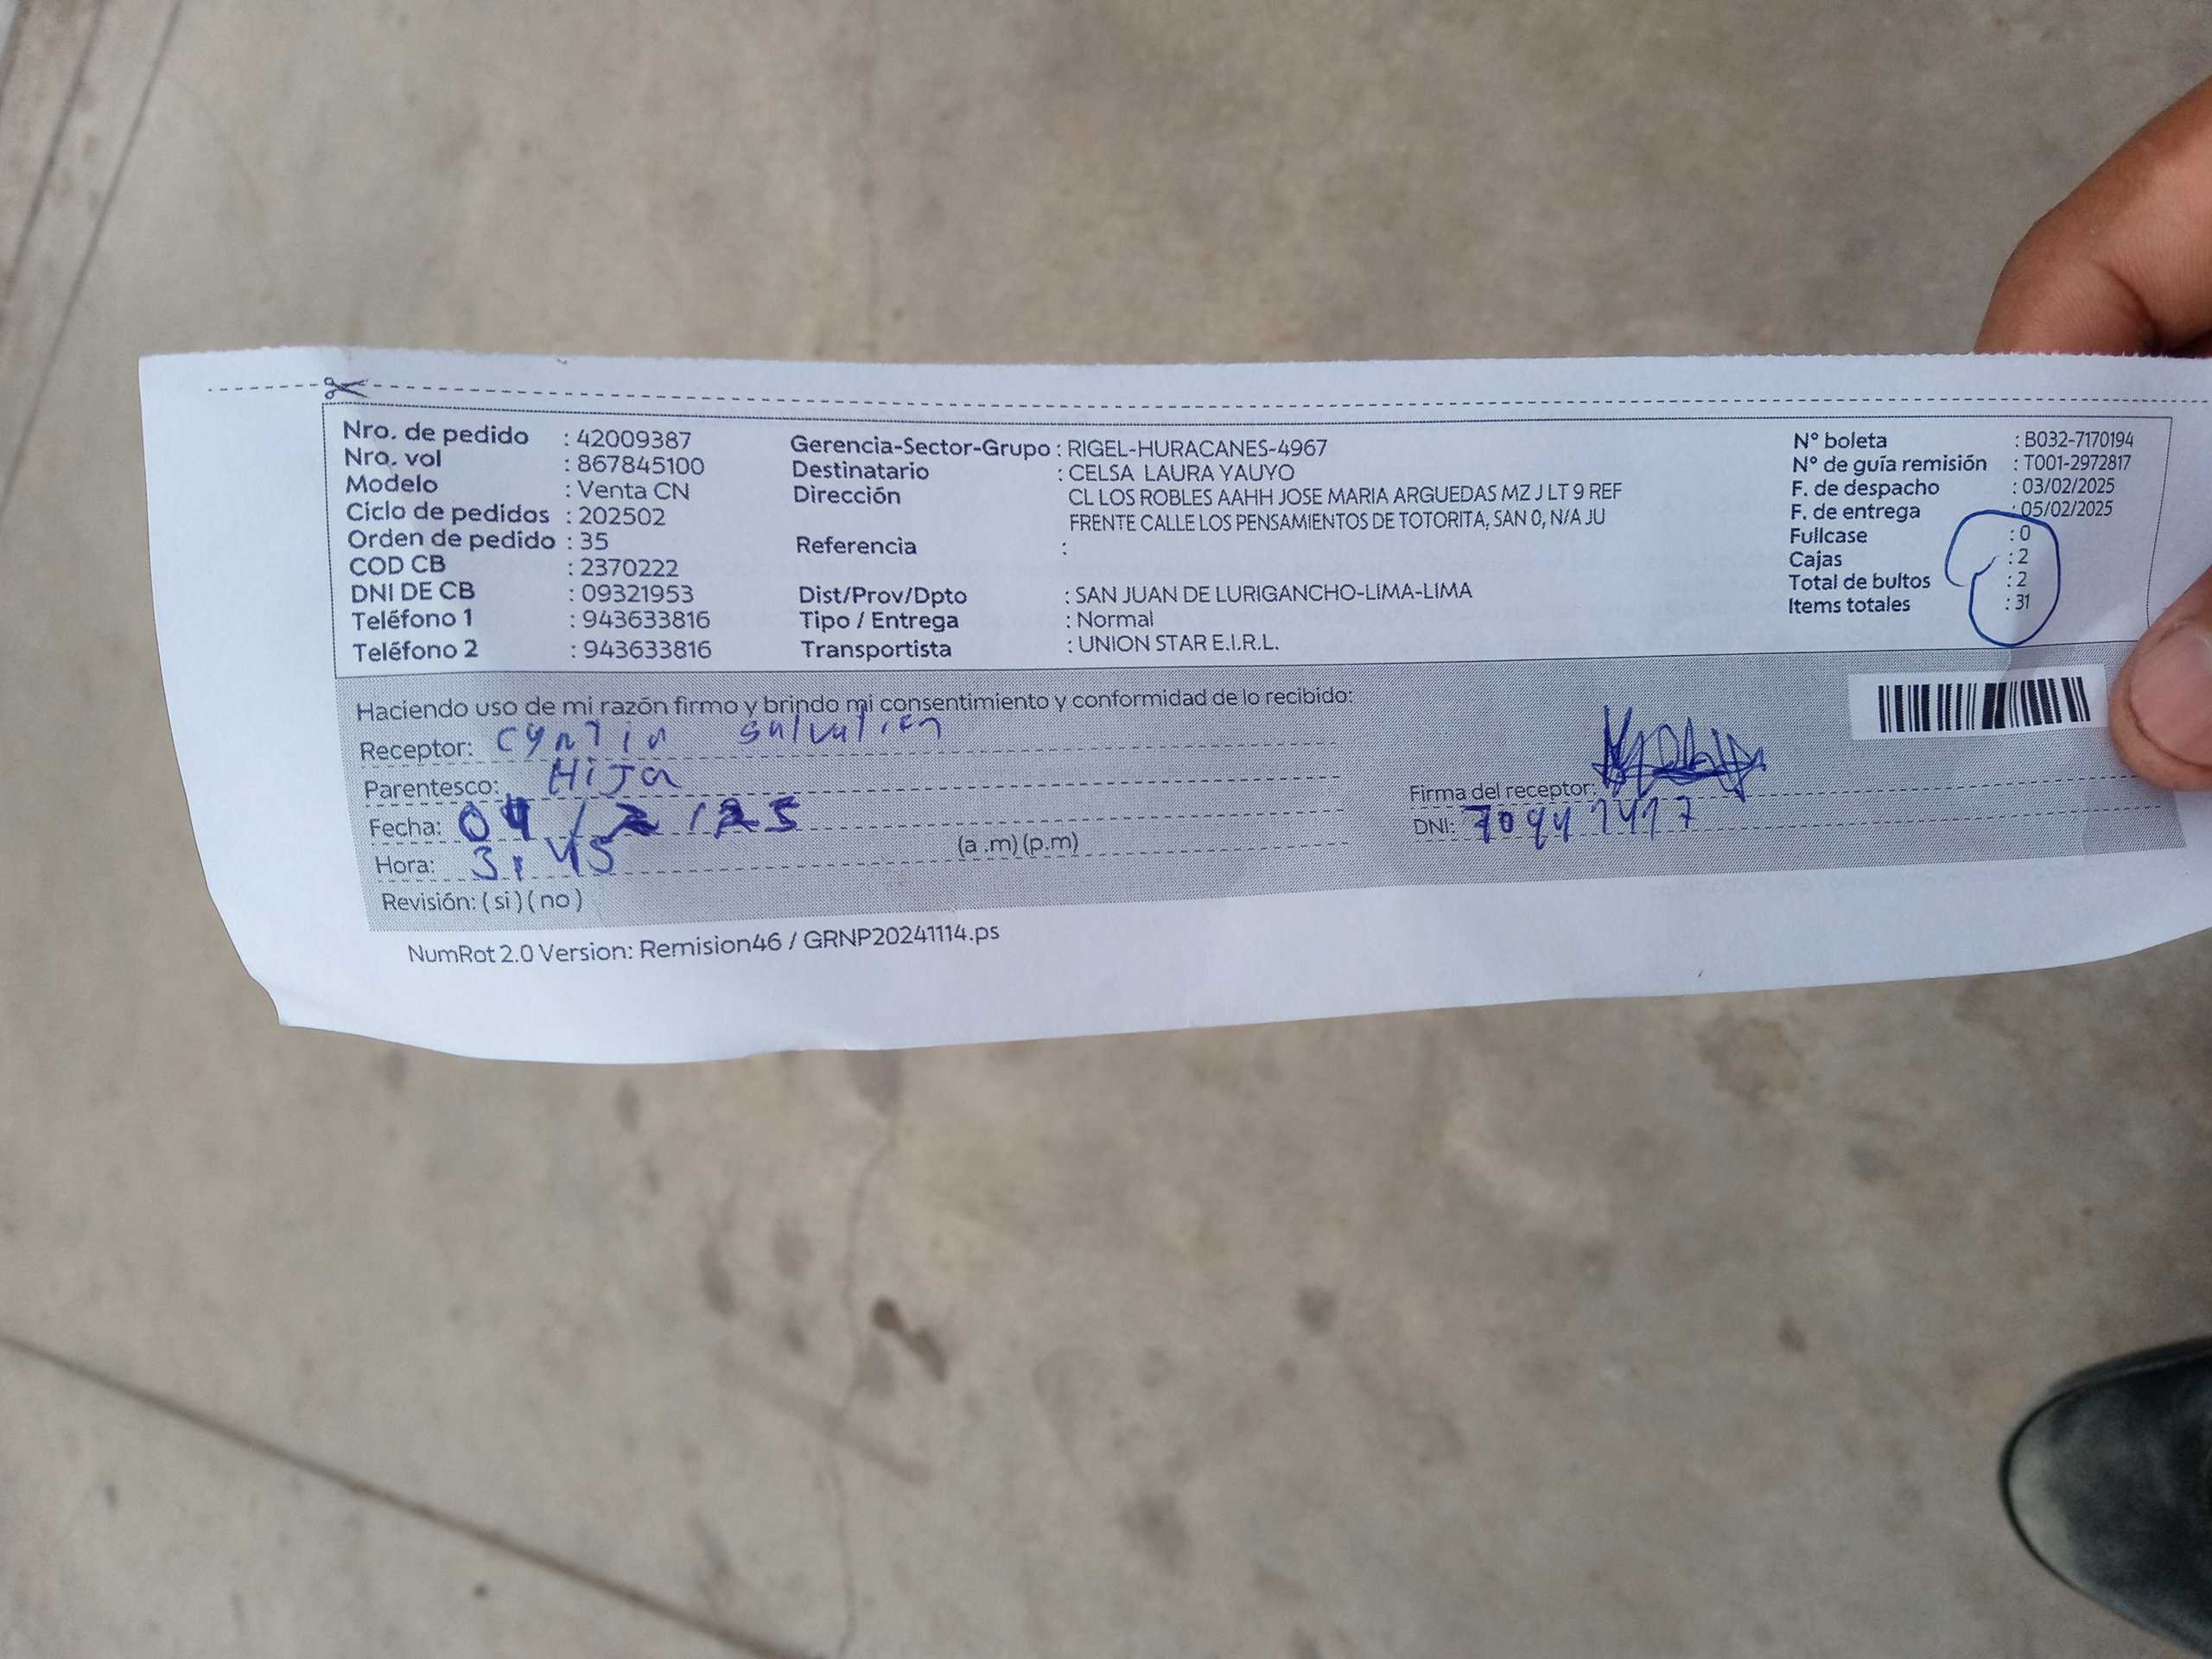 Nro. de pedido : 42009387
Nro. vol : 867845100
Modelo : Venta CN
Ciclo de pedidos : 202502
Orden de pedido : 35
COD CB : 2370222
DNI DE CB : 09321953
Teléfono 1 : 943633816
Teléfono 2 : 943633816
Gerencia-Sector-Grupo : RIGEL-HURACANES-4967
Destinatario : CELSA LAURA YAUYO
Dirección CL LOS ROBLES AAHH JOSE MARIA ARGUEDAS MZ J LT 9 REF
FRENTE CALLE LOS PENSAMIENTOS DE TOTORITA, SAN 0, N/A JU
Referencia :
Dist/Prov/Dpto : SAN JUAN DE LURIGANCHO-LIMA-LIMA
Tipo / Entrega : Normal
Transportista : UNION STAR E.I.R.L.
N° boleta : B032-7170194
N° de guía remisión : T001-2972817
F. de despacho : 03/02/2025
F. de entrega : 05/02/2025
Fullcase : 0
Cajas : 2
Total de bultos : 2
Items totales : 31
Haciendo uso de mi razón firmo y brindo mi consentimiento y conformidad de lo recibido:
Receptor: Cyntia
Parentesco: Hija
Fecha: 04/2/25
Hora: 3:45 (a .m) (p.m)
Revisión: ( si ) ( no )
Firma del receptor:
DNI:
NumRot 2.0 Version: Remision46 / GRNP20241114.ps